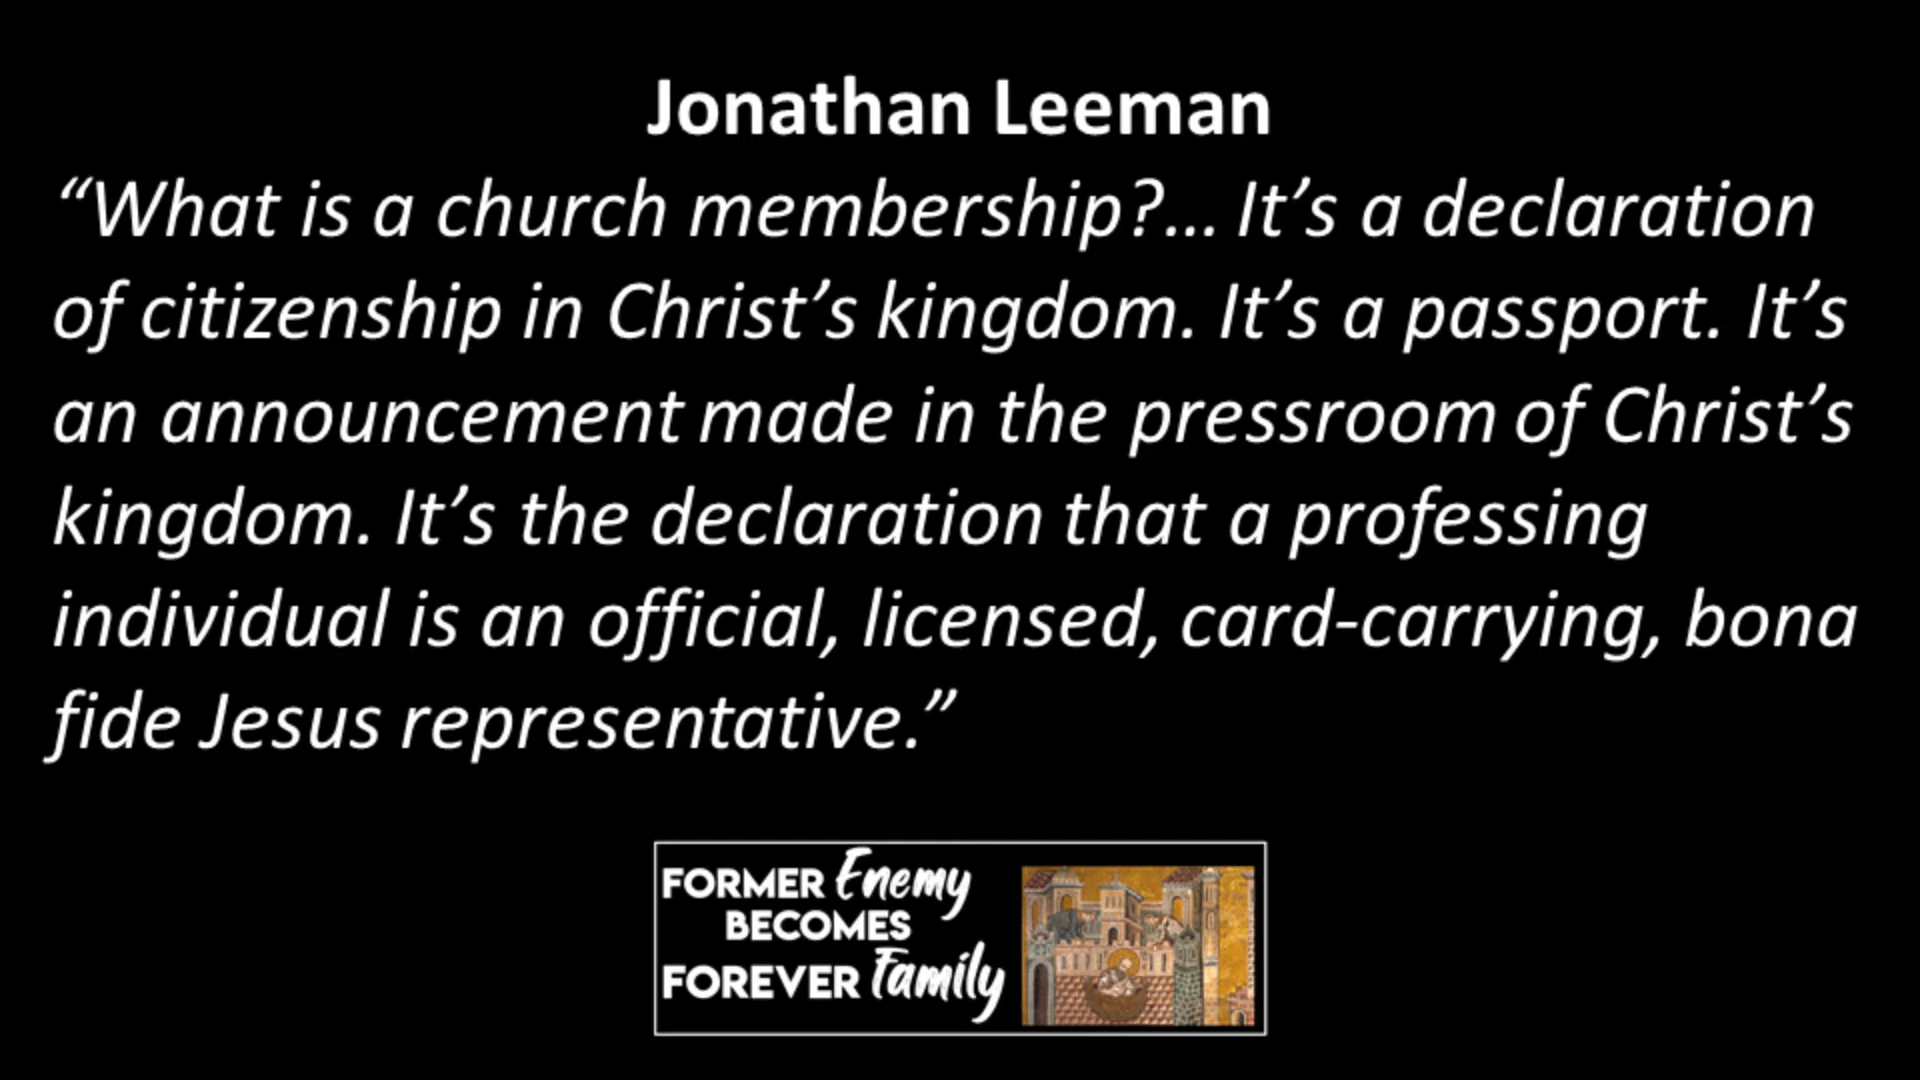 Jonathan Leeman
“What is a church membership?... It’s a declaration
of citizenship in Christ’s kingdom. It’s a passport. It’s
an announcement made in the pressroom of Christ’s
kingdom. It’s the declaration that a professing
individual is an official, licensed, card-carrying, bona
fide Jesus representative.”
FORMER Enemy
BECOMES
FOREVER Family